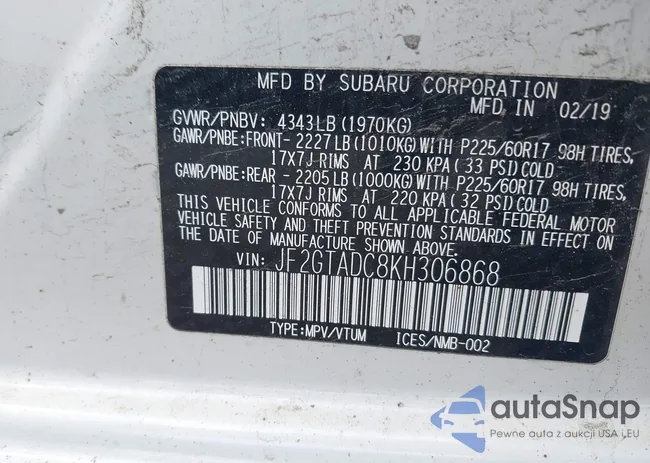 MFD BY SUBARU CORPORATION
MFD IN 02/19
GVWR/PNBV: 4343LB(1970KG)
GAWR/PNBE:FRONT- 2227LB(1010KG)WITH P225/60R17 98H TIRES,
17X7J RIMS AT 230 KPA( 33 PSI)COLD
GAWR/PNBE:REAR - 2205LB(1000KG)WITH P225/60R17 98H TIRES,
17X7J RIMS AT 220 KPA( 32 PSI)COLD
THIS VEHICLE CONFORMS TO ALL APPLICABLE FEDERAL MOTOR
VEHICLE SAFETY AND THEFT PREVENTION STANDARDS IN EFFECT ON
THE DATE OF MANUFACTURE SHOWN ABOVE.
VIN: JF2GTADC8KH306868
TYPE:MPV/VTUM ICES/NMB-002
autaSnap
Pewne auta z aukcji USA i EU